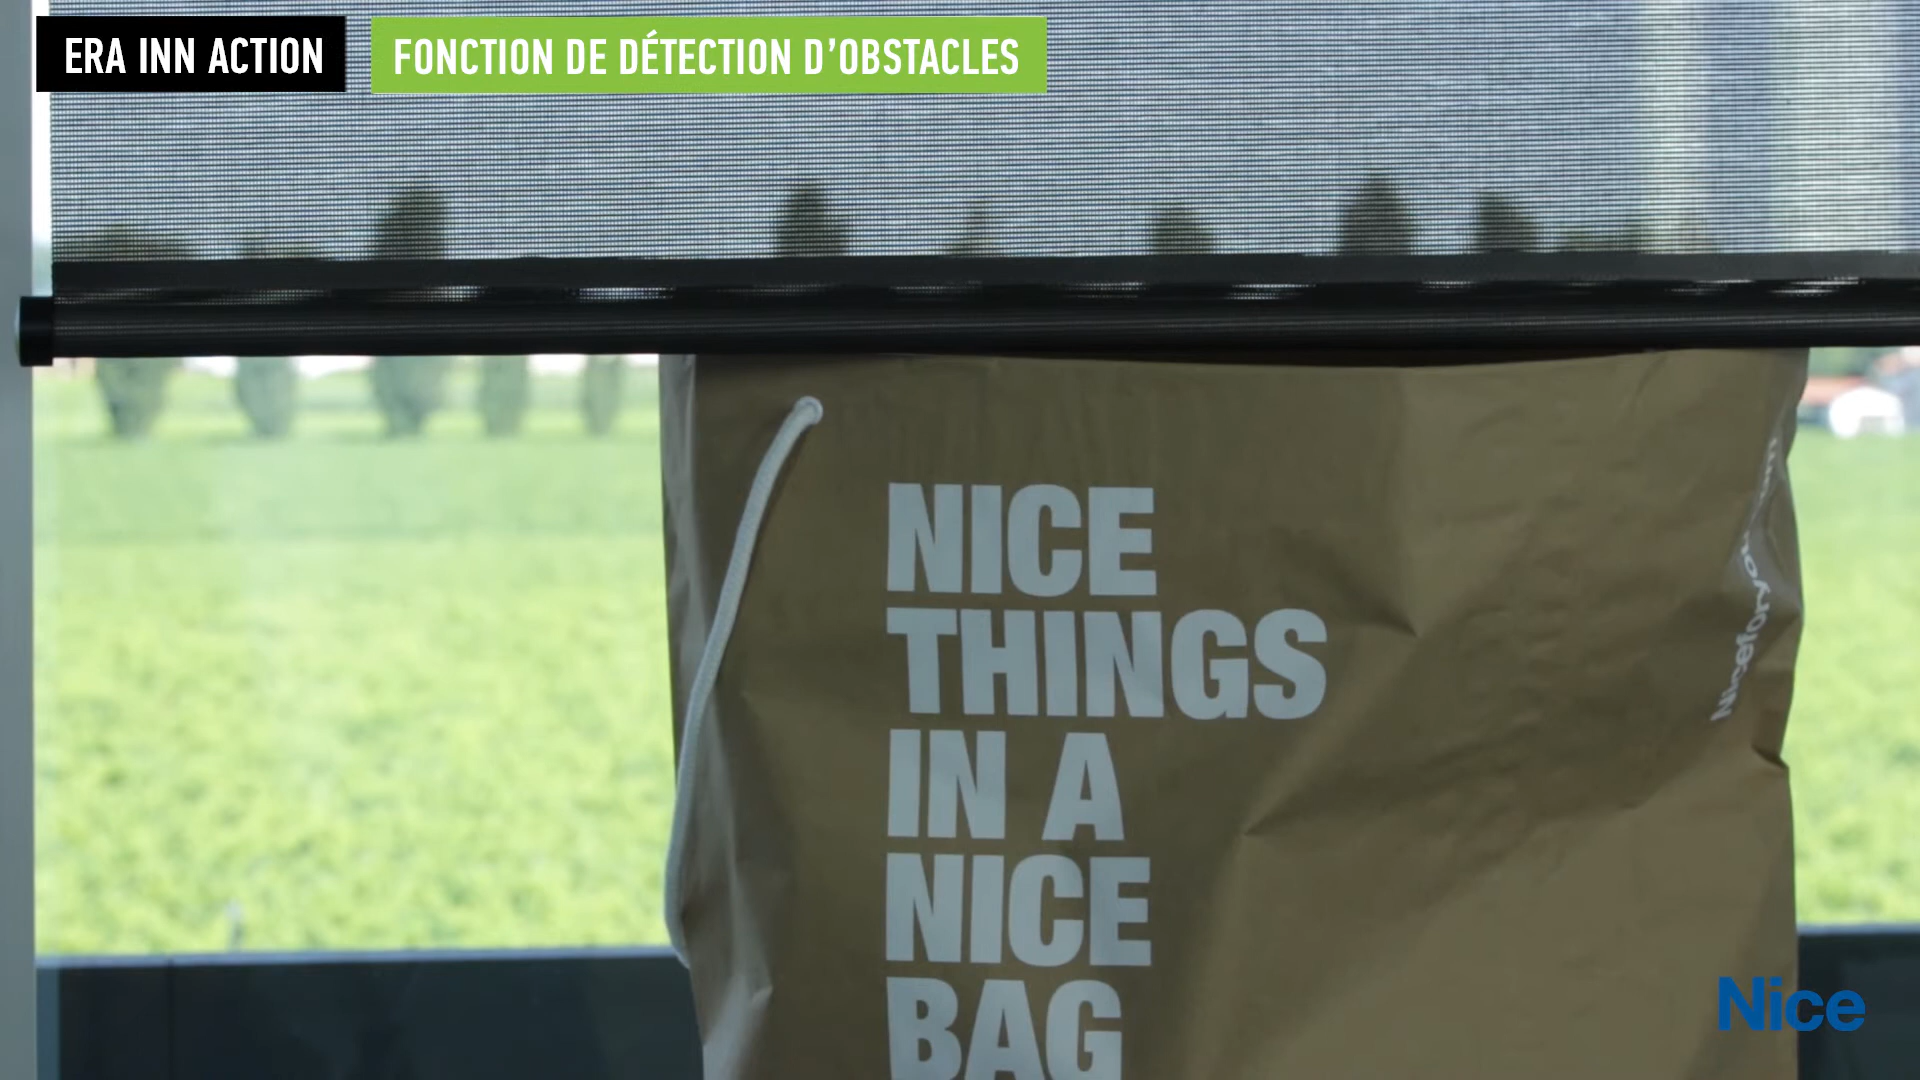 ERA INN ACTION
FONCTION DE DÉTECTION D'OBSTACLES
NICE
THINGS
IN A
NICE
BAG
Nice